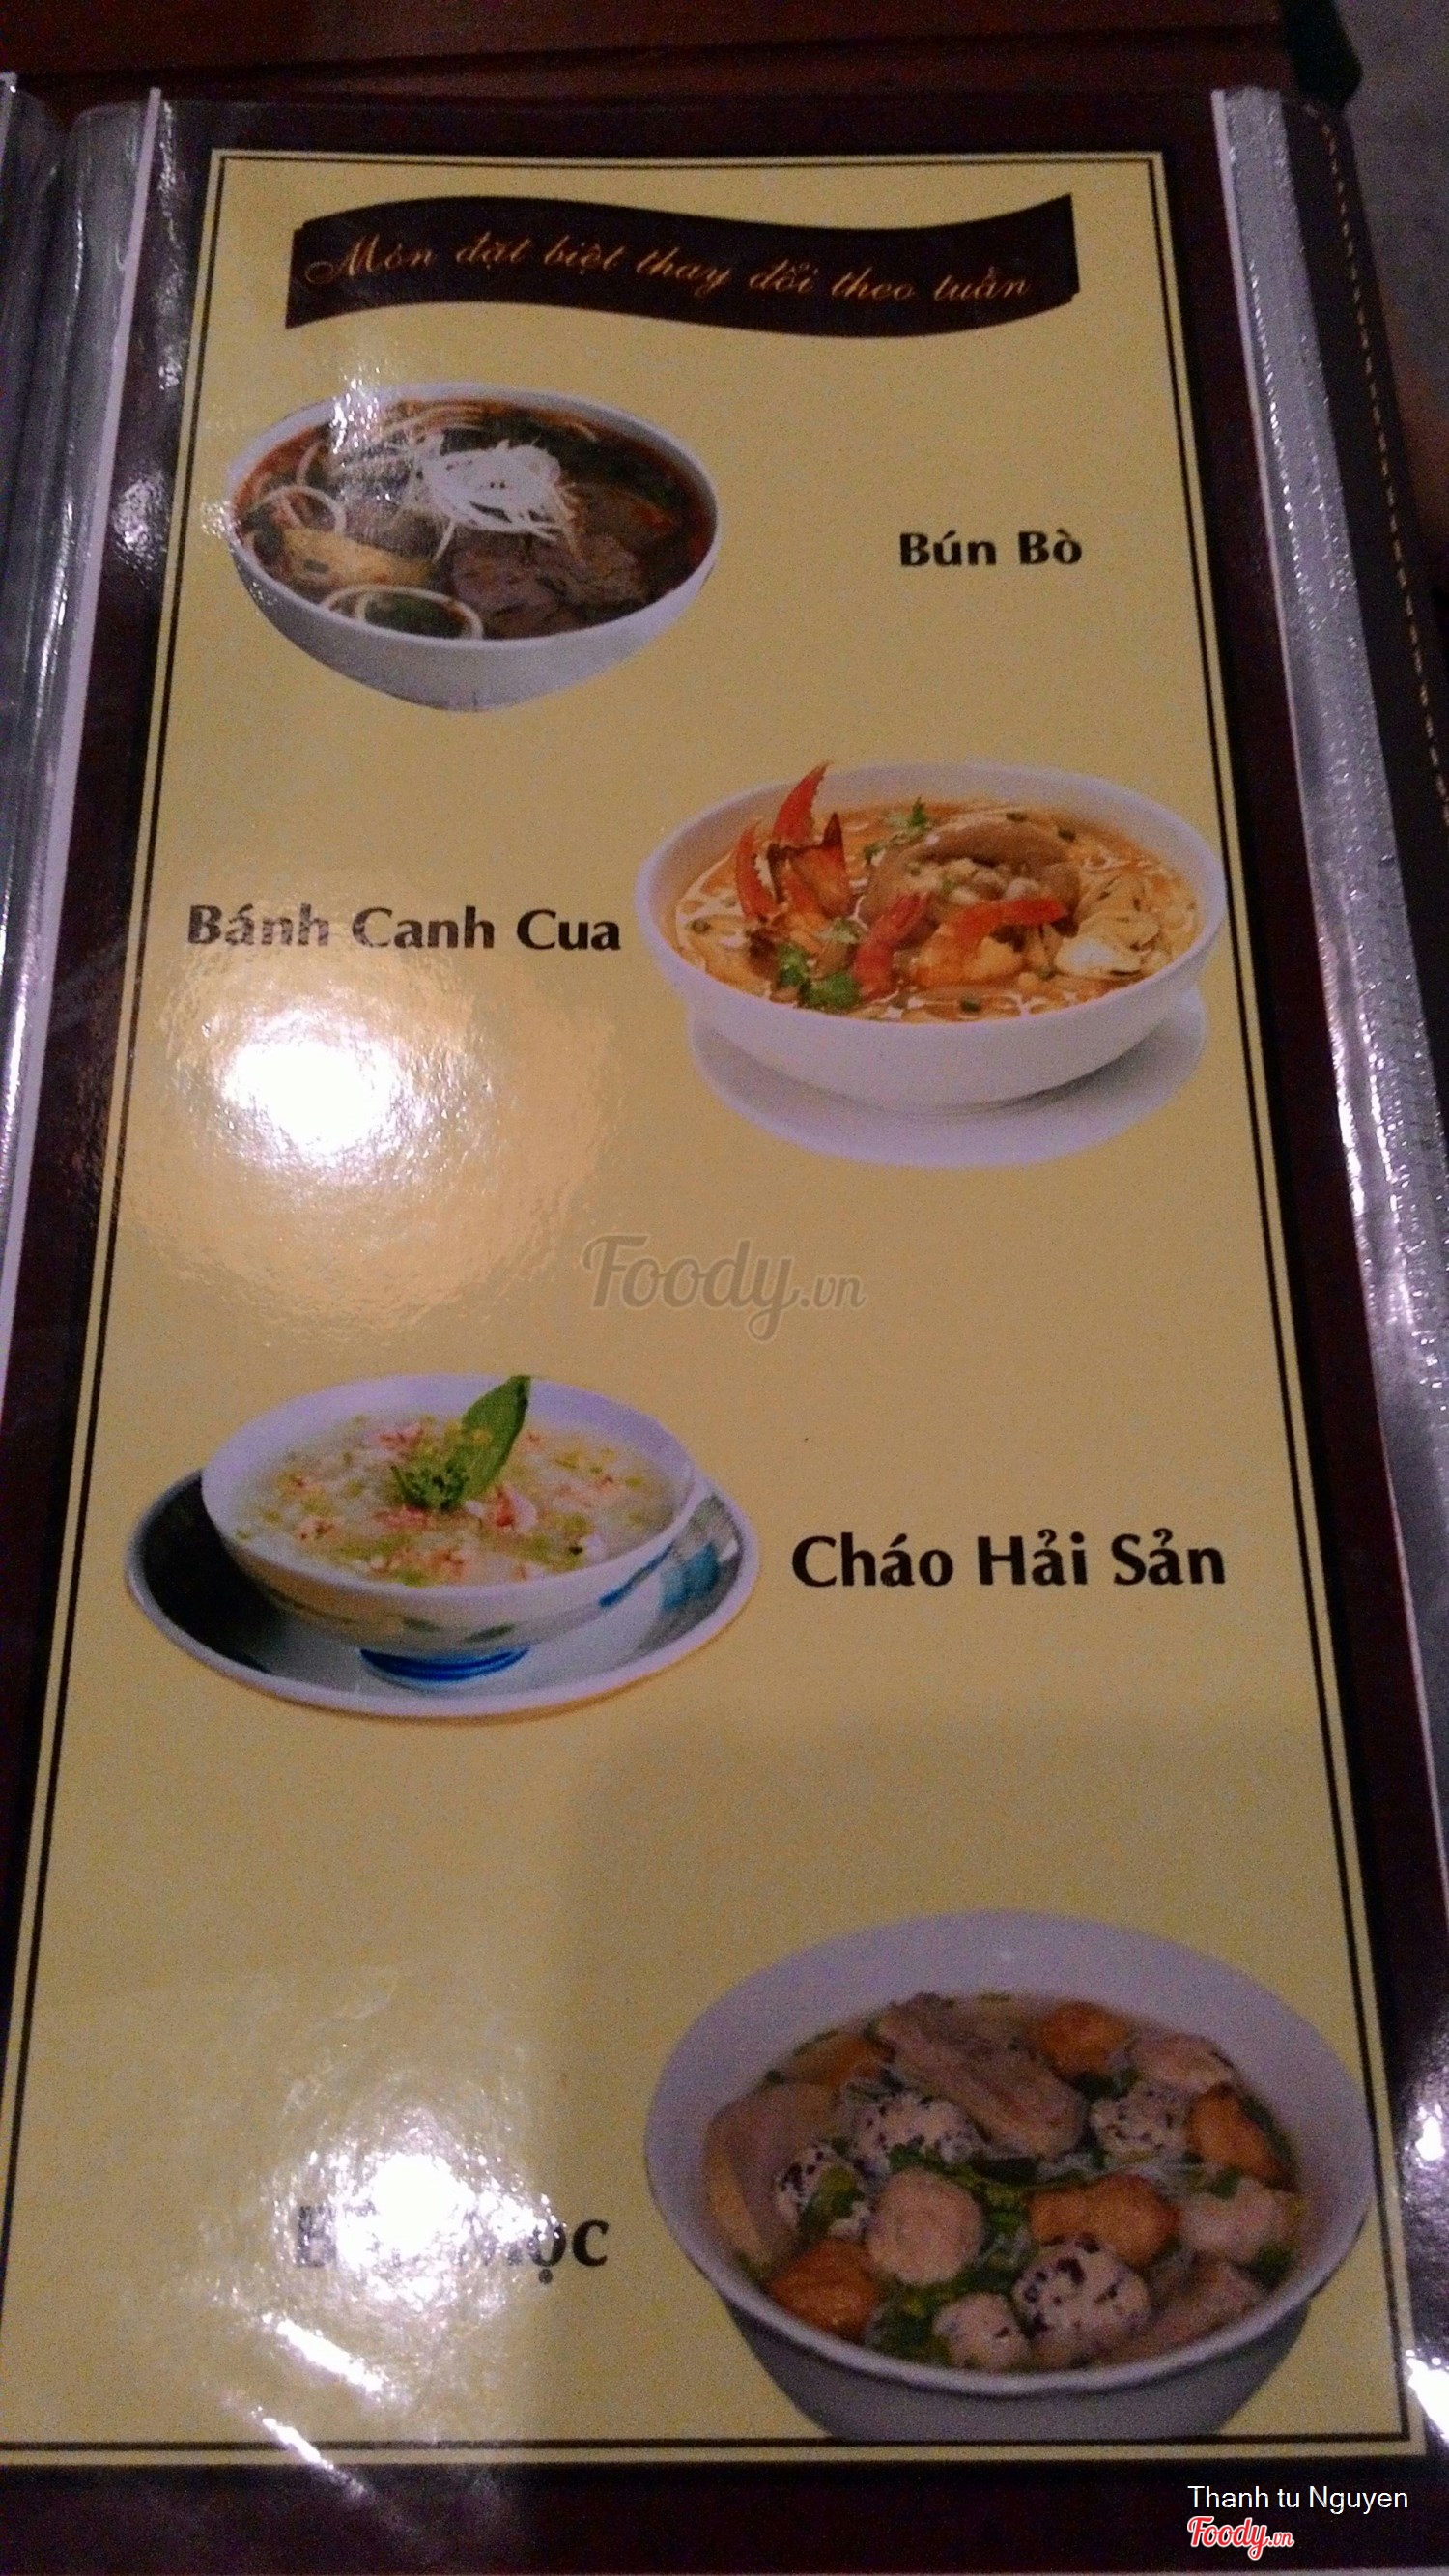 Món đặt biệt thay đổi theo tuần
Bún Bò
Bánh Canh Cua
Foody.vn
Cháo Hải Sản
Thanh tu Nguyen
Foody.vn